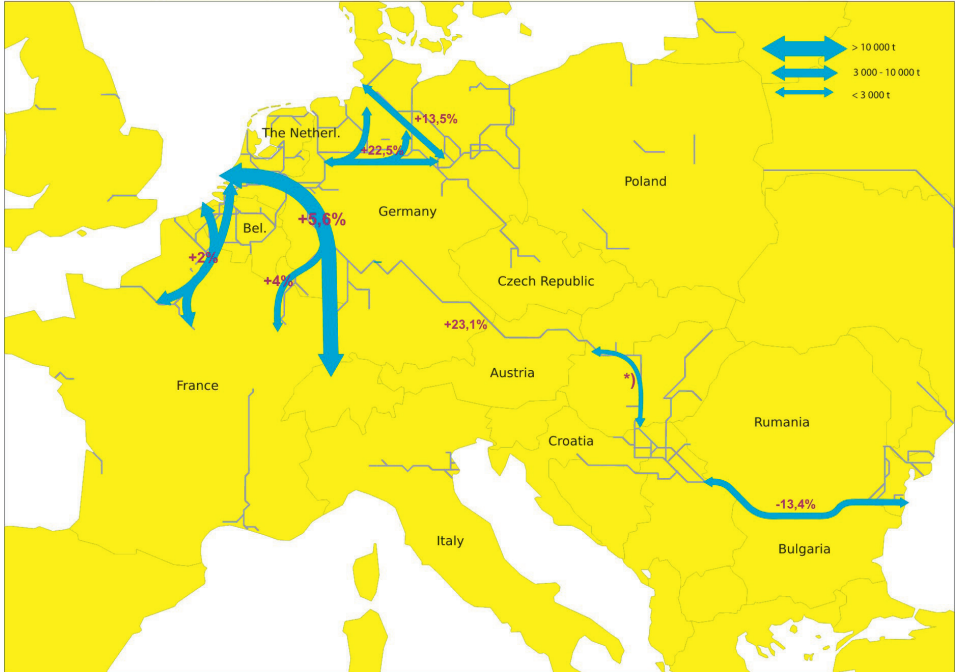 > 10 000 t
3 000 - 10 000 t
< 3 000 t
+13,5%
The Netherl.
+22,5%
Poland
Germany
+5,6%
Bel.
+2%
+4%
Czech Republic
+23,1%
Austria
*)
France
Rumania
Croatia
-13,4%
Italy
Bulgaria